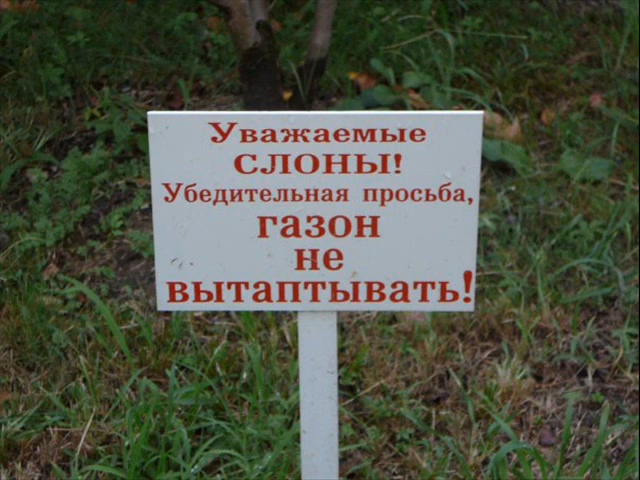 Уважаемые
СЛОНЫ!
Убедительная просьба,
газон
не
вытаптывать!